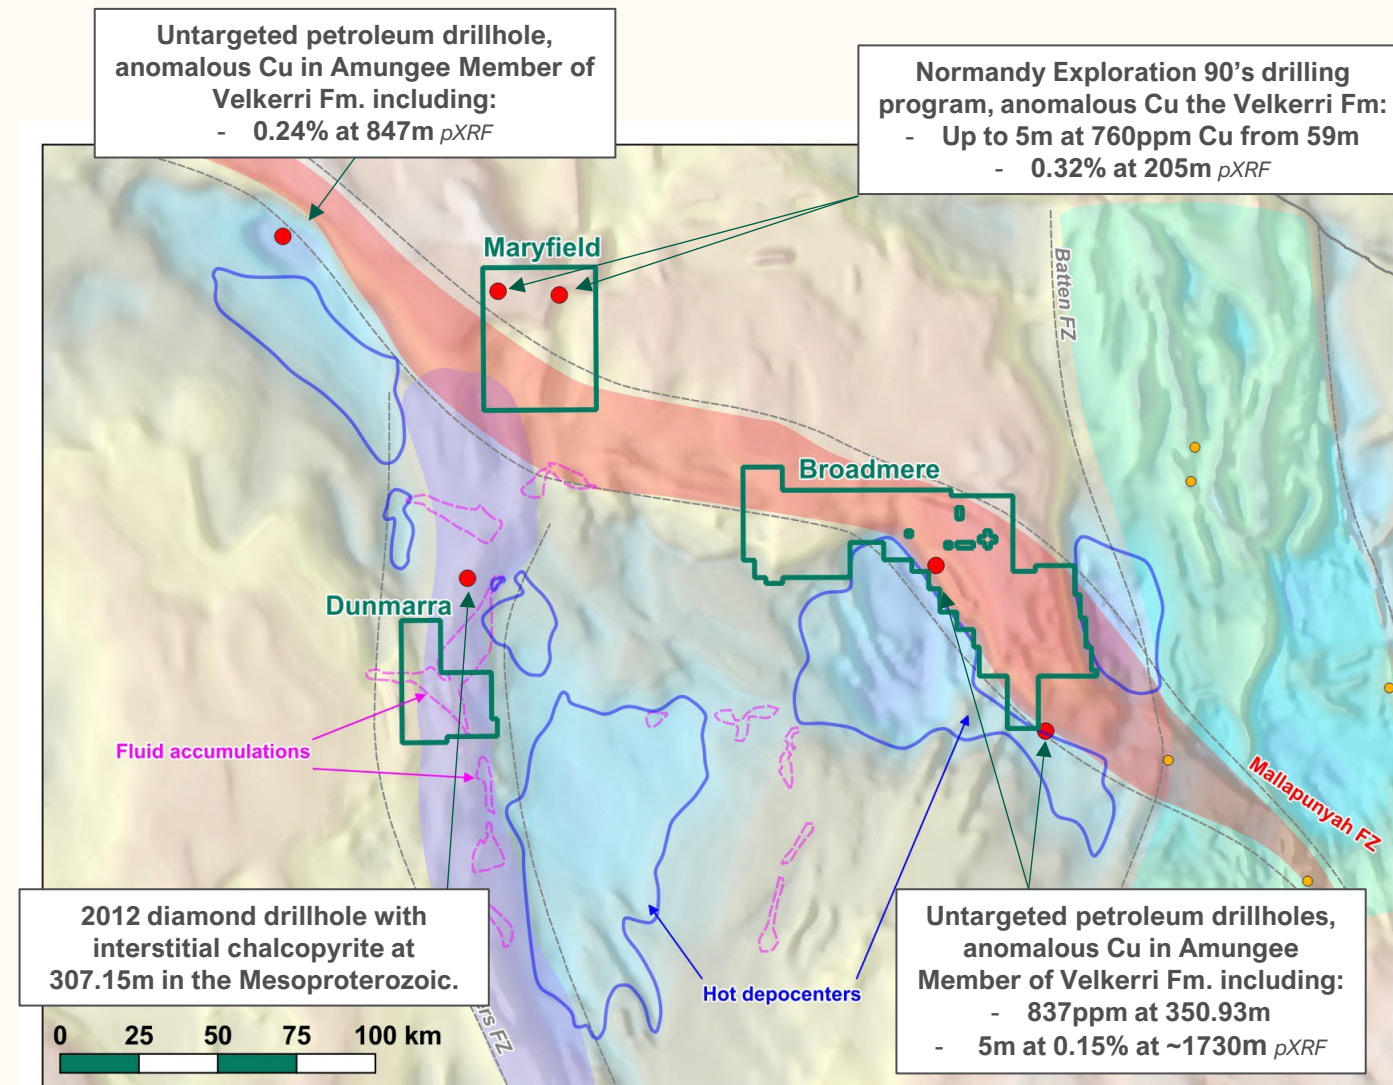 Untargeted petroleum drillhole,
anomalous Cu in Amungee Member of
Velkerri Fm. including:
- 0.24% at 847m pXRF
Normandy Exploration 90's drilling
program, anomalous Cu the Velkerri Fm:
- Up to 5m at 760ppm Cu from 59m
- 0.32% at 205m pXRF
Maryfield
Batten FZ
Broadmere
Dunmarra
Fluid accumulations
Mallapunyah FZ
2012 diamond drillhole with
interstitial chalcopyrite at
307.15m in the Mesoproterozoic.
Hot depocenters
Untargeted petroleum drillholes,
anomalous Cu in Amungee
Member of Velkerri Fm. including:
- 837ppm at 350.93m
- 5m at 0.15% at ~1730m pXRF
rs FZ
0 25 50 75 100 km